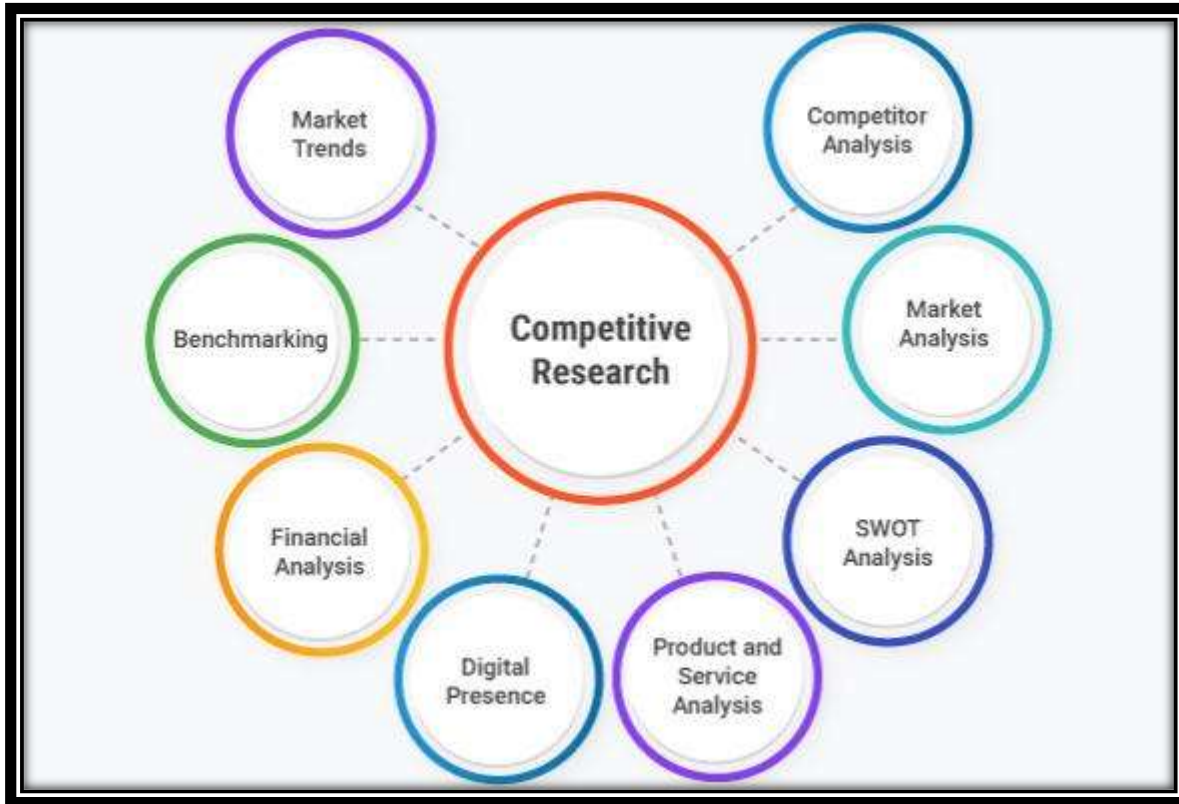 Market
Trends
Competitor
Analysis
Benchmarking
Competitive
Research
Market
Analysis
Financial
Analysis
SWOT
Analysis
Digital
Presence
Product and
Service
Analysis